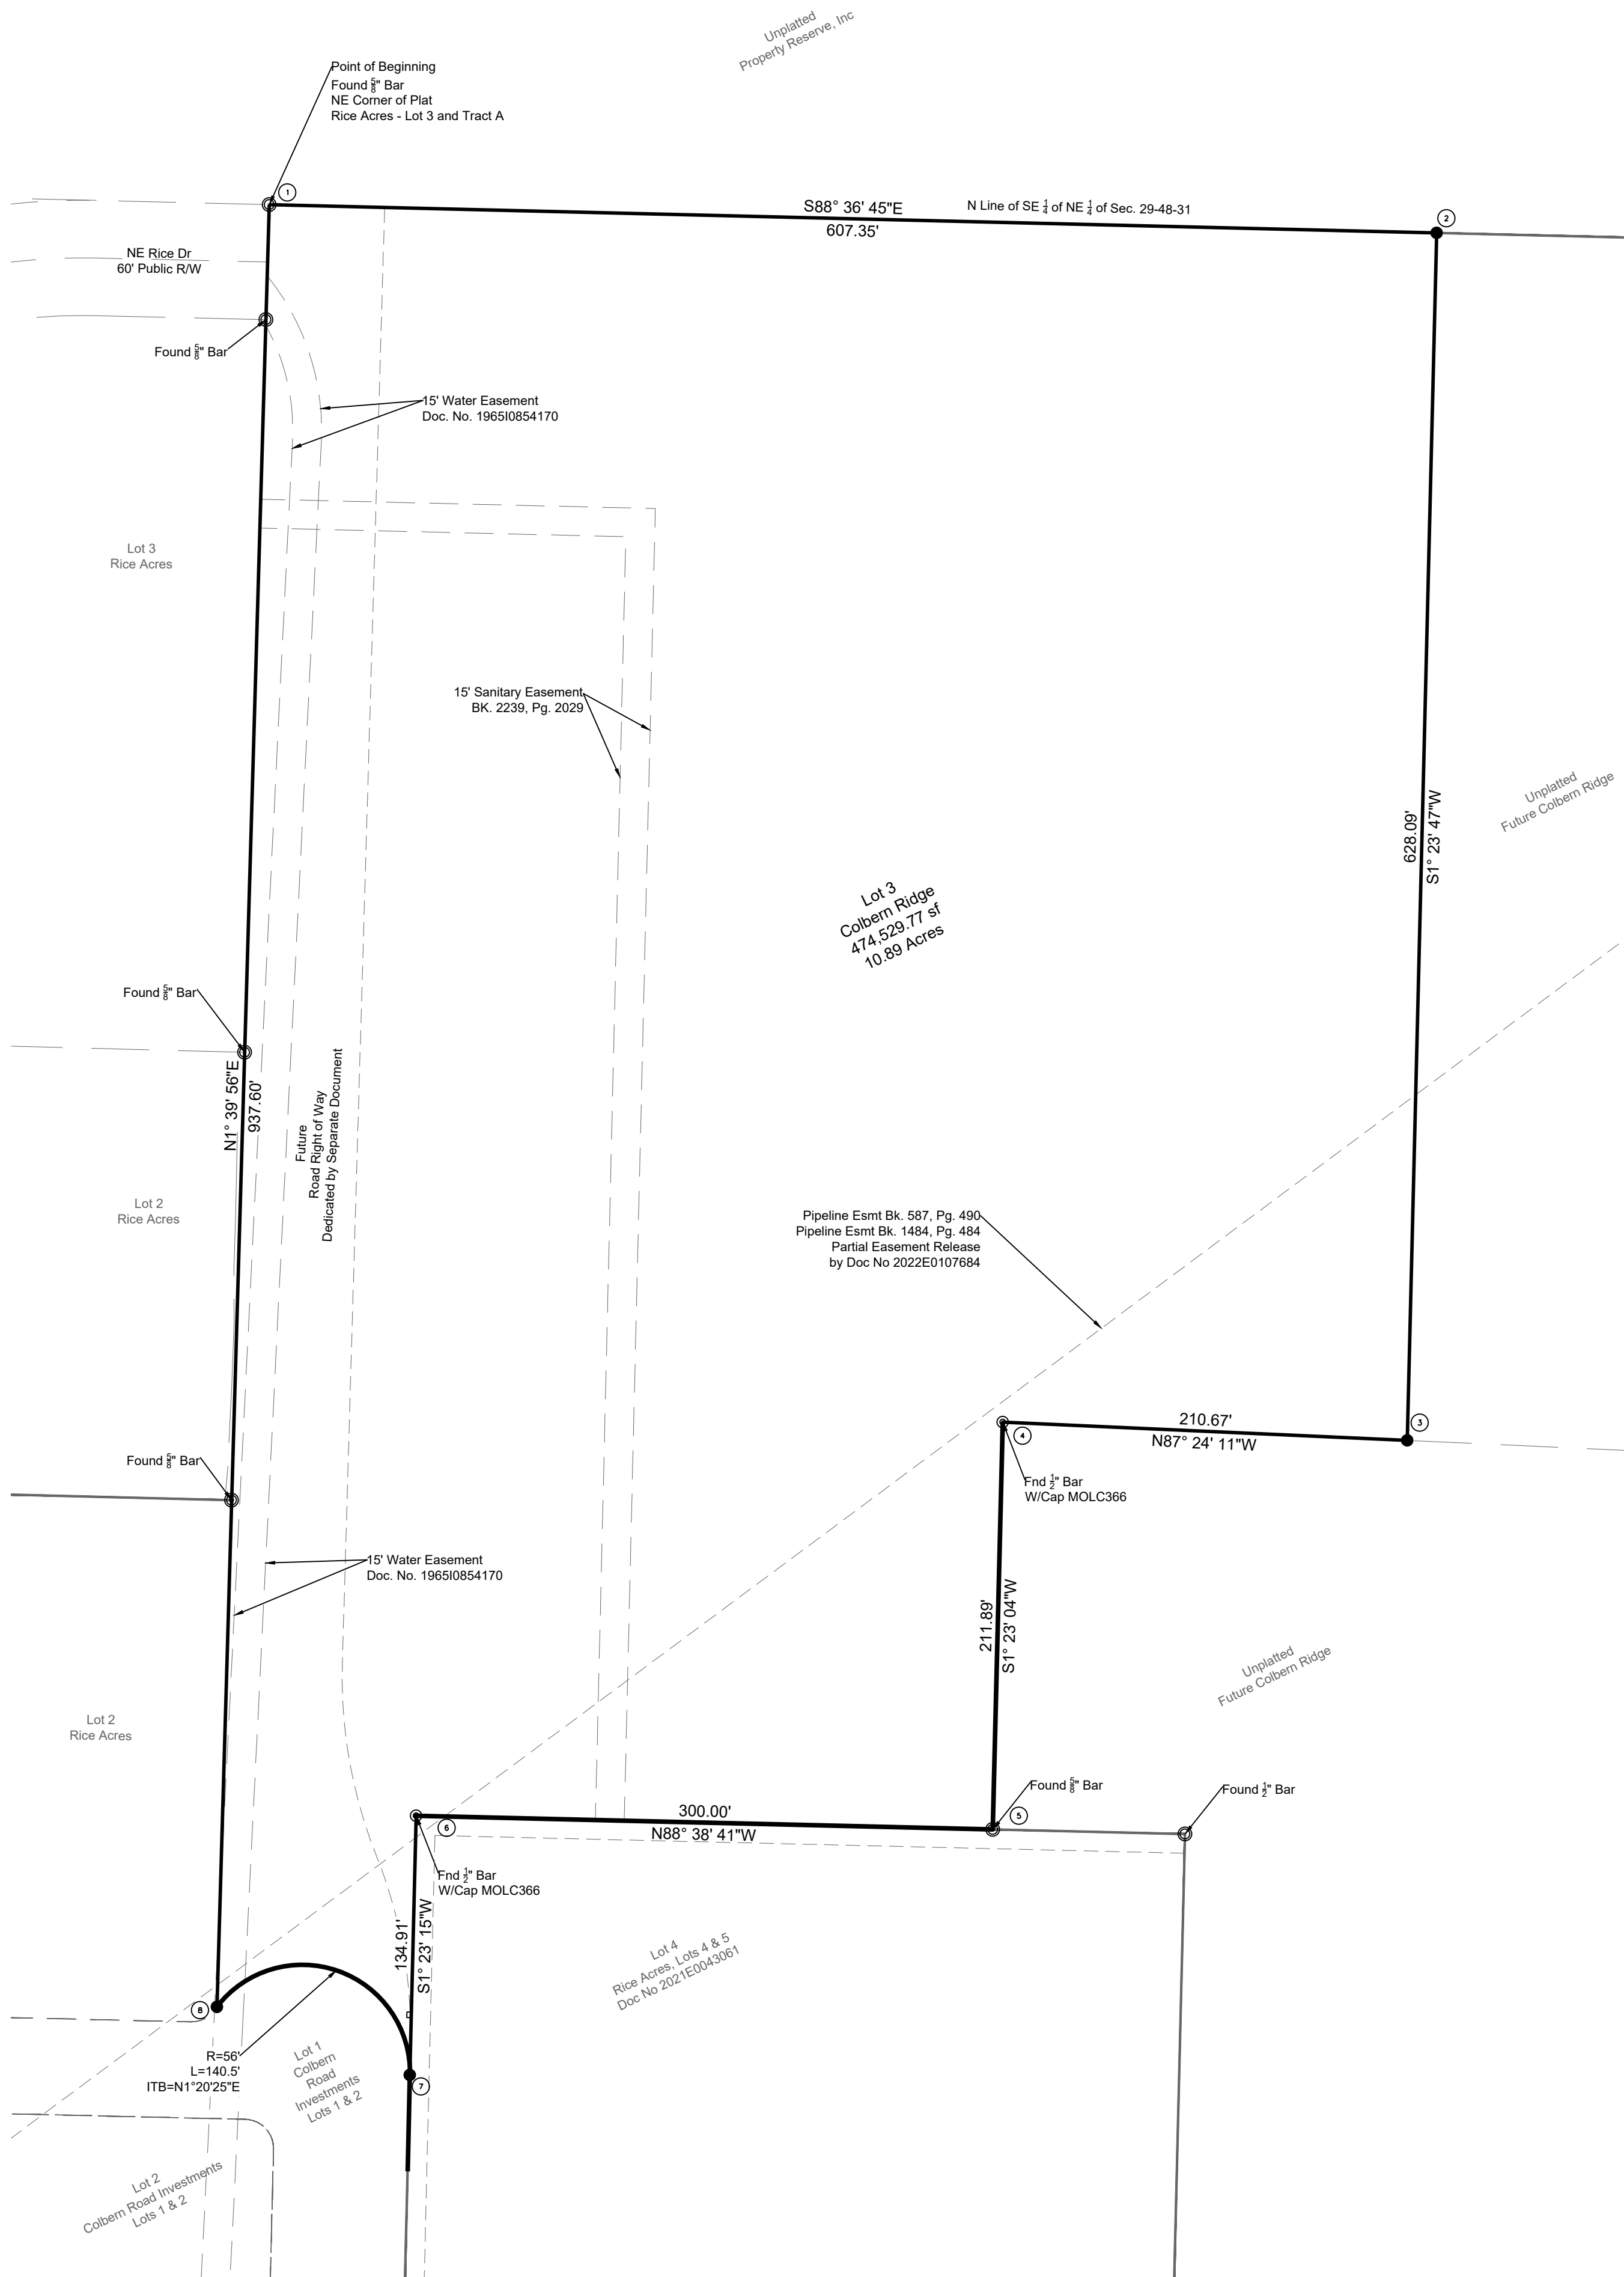 Unplatted
Property Reserve, Inc
Point of Beginning
Found 5/8" Bar
NE Corner of Plat
Rice Acres - Lot 3 and Tract A
1
S88° 36' 45"E
607.35'
N Line of SE 1/4 of NE 1/4 of Sec. 29-48-31
2
NE Rice Dr
60' Public R/W
Found 5/8" Bar
15' Water Easement
Doc. No. 1965I0854170
Lot 3
Rice Acres
15' Sanitary Easement
BK. 2239, Pg. 2029
Unplatted
Future Colbern Ridge
628.09'
S1° 23' 47"W
Lot 3
Colbern Ridge
474,529.77 sf
10.89 Acres
Found 5/8" Bar
N1° 39' 56"E
937.60'
Future
Road Right of Way
Dedicated by Separate Document
Lot 2
Rice Acres
Pipeline Esmt Bk. 587, Pg. 490
Pipeline Esmt Bk. 1484, Pg. 484
Partial Easement Release
by Doc No 2022E0107684
210.67'
N87° 24' 11"W
3
4
Fnd 1/2" Bar
W/Cap MOLC366
Found 5/8" Bar
15' Water Easement
Doc. No. 1965I0854170
211.89'
S1° 23' 04"W
Unplatted
Future Colbern Ridge
Lot 2
Rice Acres
Found 5/8" Bar
Found 1/2" Bar
5
300.00'
N88° 38' 41"W
6
Fnd 1/2" Bar
W/Cap MOLC366
134.91'
S1° 23' 15"W
Lot 4
Rice Acres, Lots 4 & 5
Doc No 2021E0043061
8
R=56'
L=140.5'
ITB=N1°20'25"E
Lot 1
Colbern
Road
Investments
Lots 1 & 2
7
Lot 2
Colbern Road Investments
Lots 1 & 2